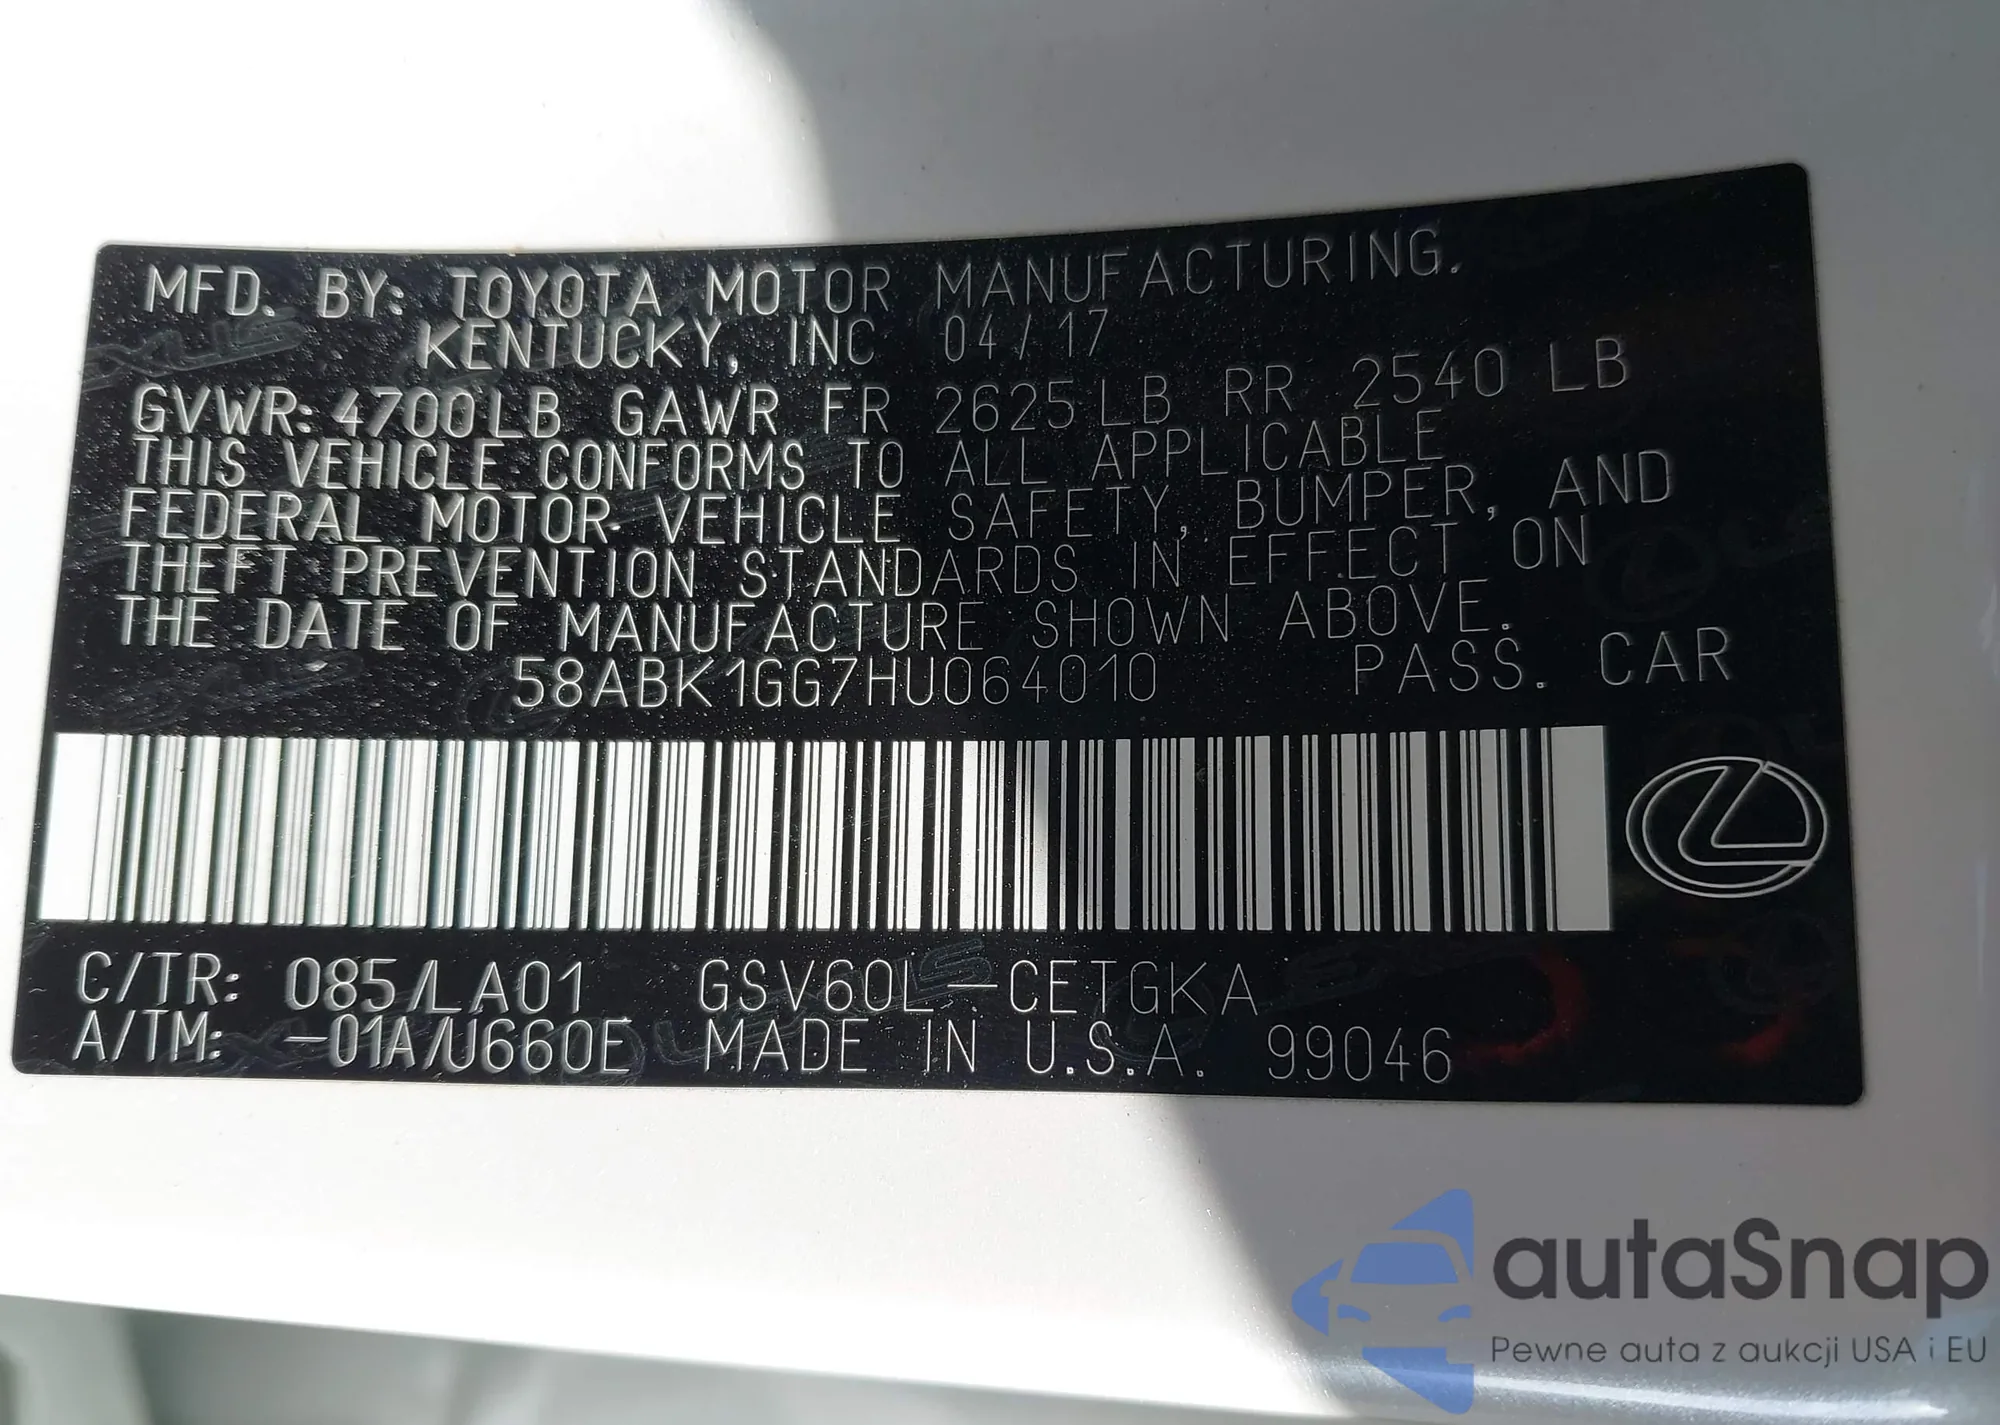 MFD. BY: TOYOTA MOTOR MANUFACTURING.
KENTUCKY, INC 04/17
GVWR: 4700LB GAWR FR 2625LB RR 2540 LB
THIS VEHICLE CONFORMS TO ALL APPLICABLE
FEDERAL MOTOR VEHICLE SAFETY, BUMPER, AND
THEFT PREVENTION STANDARDS IN EFFECT ON
THE DATE OF MANUFACTURE SHOWN ABOVE.
58ABK1GG7HU064010 PASS. CAR
C/TR: 085/LA01 GSV60L-CETGKA
A/TM: -01A/U660E MADE IN U.S.A. 99046
autaSnap
Pewne auta z aukcji USA i EU